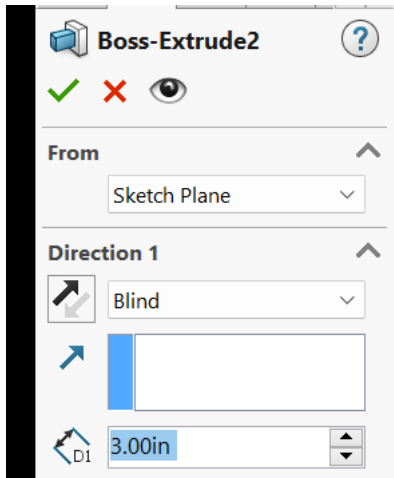 Boss-Extrude2 ?
From
Sketch Plane
Direction 1
Blind
D1 3.00in